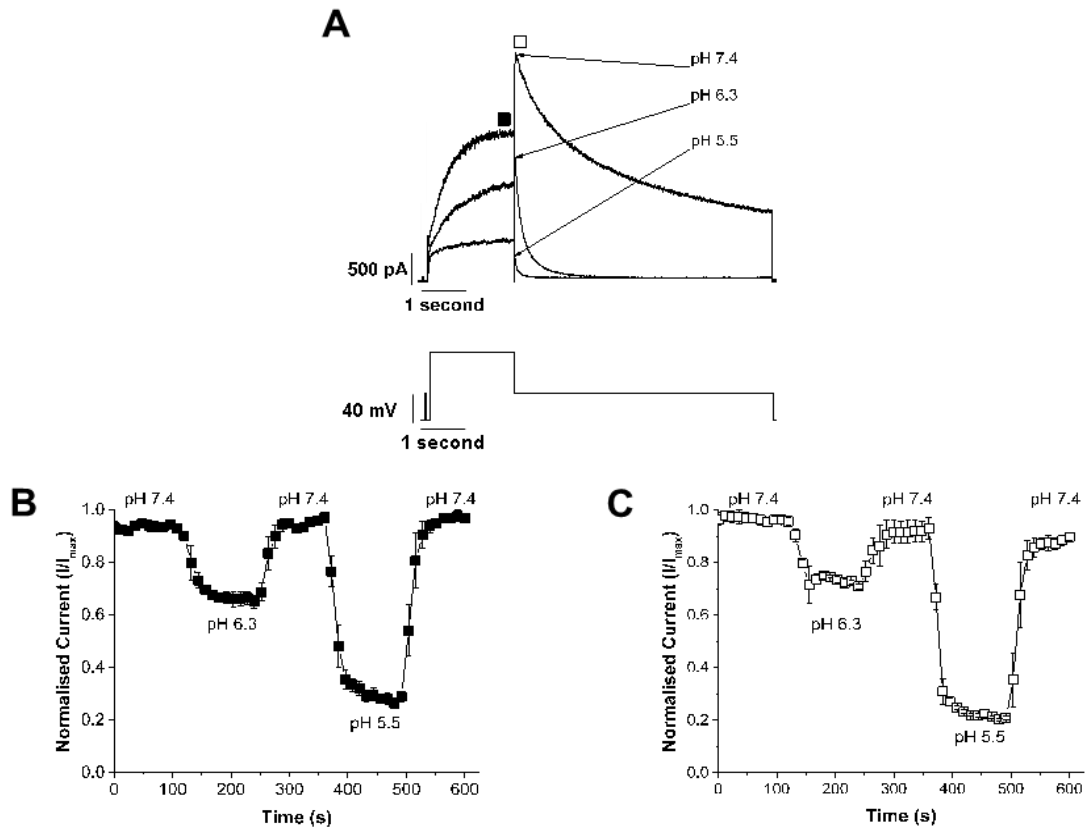 A
pH 7.4
pH 6.3
pH 5.5
500 pA
1 second
40 mV
1 second
B
pH 7.4 pH 7.4 pH 7.4
1.0
0.8
0.6
0.4
0.2
0.0
pH 6.3
pH 5.5
Normalised Current (I/Imax)
0 100 200 300 400 500 600
Time (s)
C
pH 7.4 pH 7.4 pH 7.4
1.0
0.8
0.6
0.4
0.2
0.0
pH 6.3
pH 5.5
Normalised Current (I/Imax)
0 100 200 300 400 500 600
Time (s)